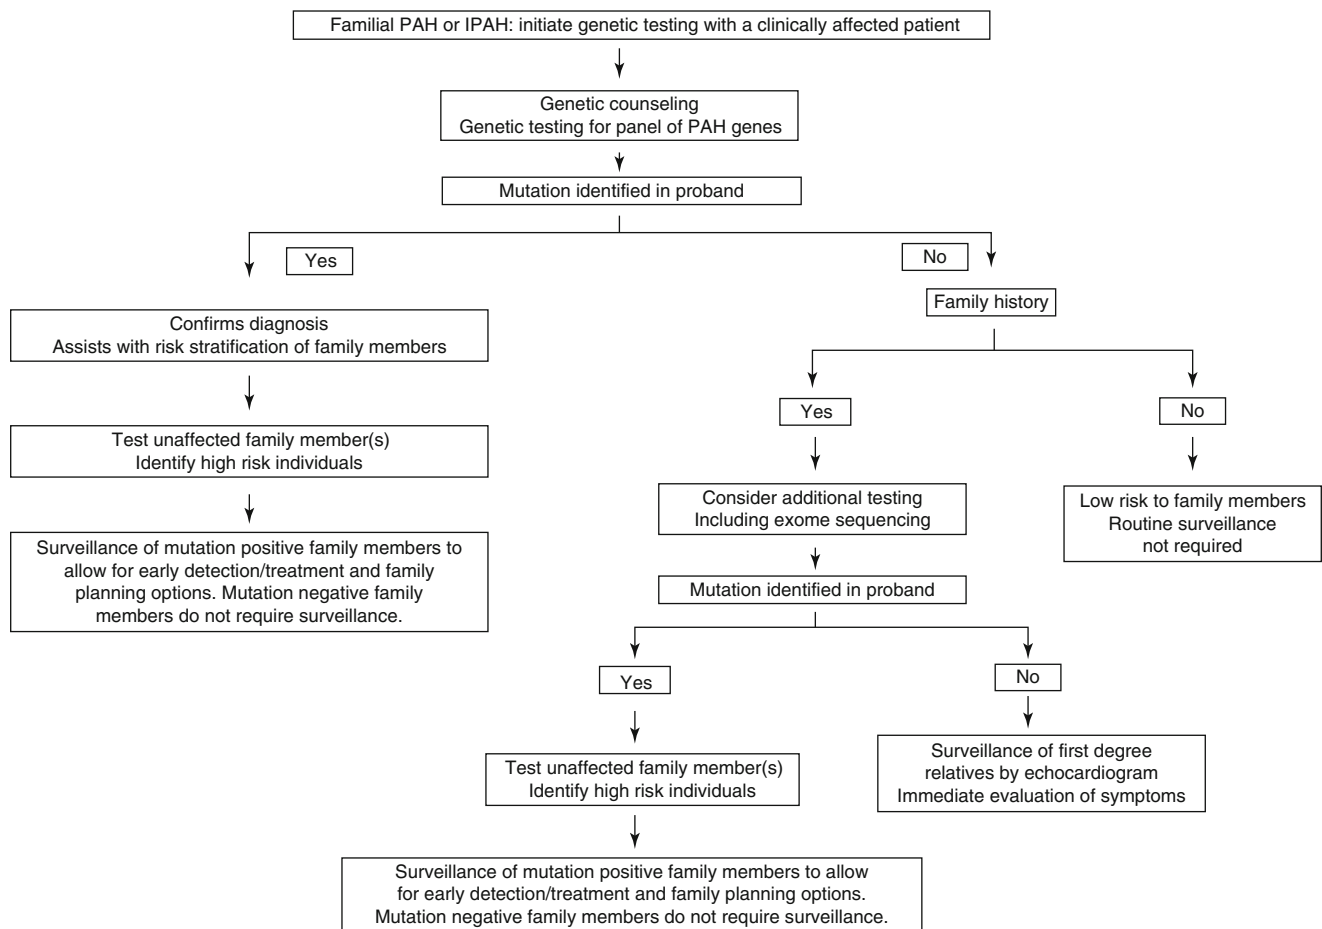 Familial PAH or IPAH: initiate genetic testing with a clinically affected patient
Genetic counseling
Genetic testing for panel of PAH genes
Mutation identified in proband
Yes
No
Confirms diagnosis
Assists with risk stratification of family members
Test unaffected family member(s)
Identify high risk individuals
Surveillance of mutation positive family members to
allow for early detection/treatment and family
planning options. Mutation negative family
members do not require surveillance.
Family history
Yes
No
Consider additional testing
Including exome sequencing
Low risk to family members
Routine surveillance
not required
Mutation identified in proband
Yes
No
Test unaffected family member(s)
Identify high risk individuals
Surveillance of first degree
relatives by echocardiogram
Immediate evaluation of symptoms
Surveillance of mutation positive family members to allow
for early detection/treatment and family planning options.
Mutation negative family members do not require surveillance.